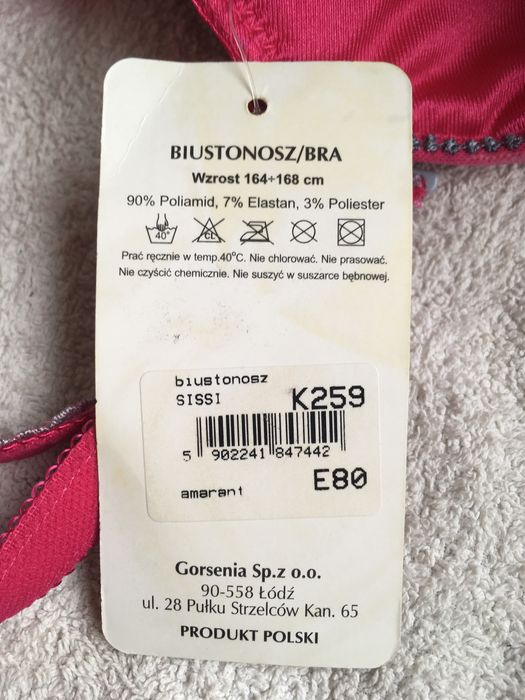 BIUSTONOSZ/BRA
Wzrost 164÷168 cm
90% Poliamid, 7% Elastan, 3% Poliester
40° CL
Prać ręcznie w temp.40°C. Nie chlorować. Nie prasować.
Nie czyścić chemicznie. Nie suszyć w suszarce bębnowej.
biustonosz
SISSI K259
5 902241 847442
amarant E80
Gorsenia Sp.z o.o.
90-558 Łódź
ul. 28 Pułku Strzelców Kan. 65
PRODUKT POLSKI